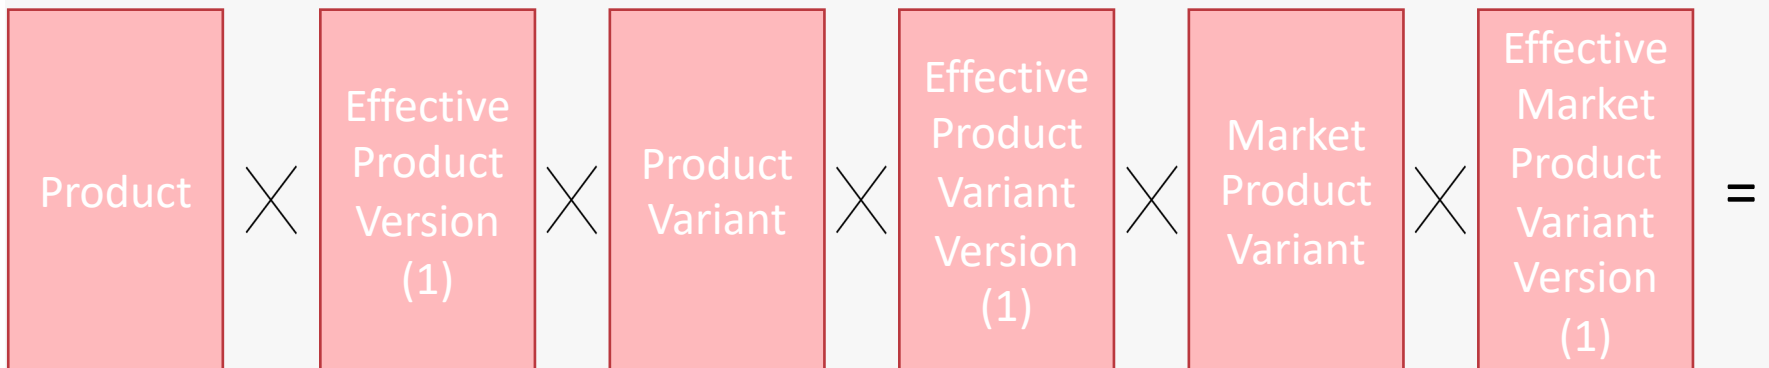 Product
Effective
Product
Version
(1)
Product
Variant
Effective
Product
Variant
Version
(1)
Market
Product
Variant
Effective
Market
Product
Variant
Version
(1)
=